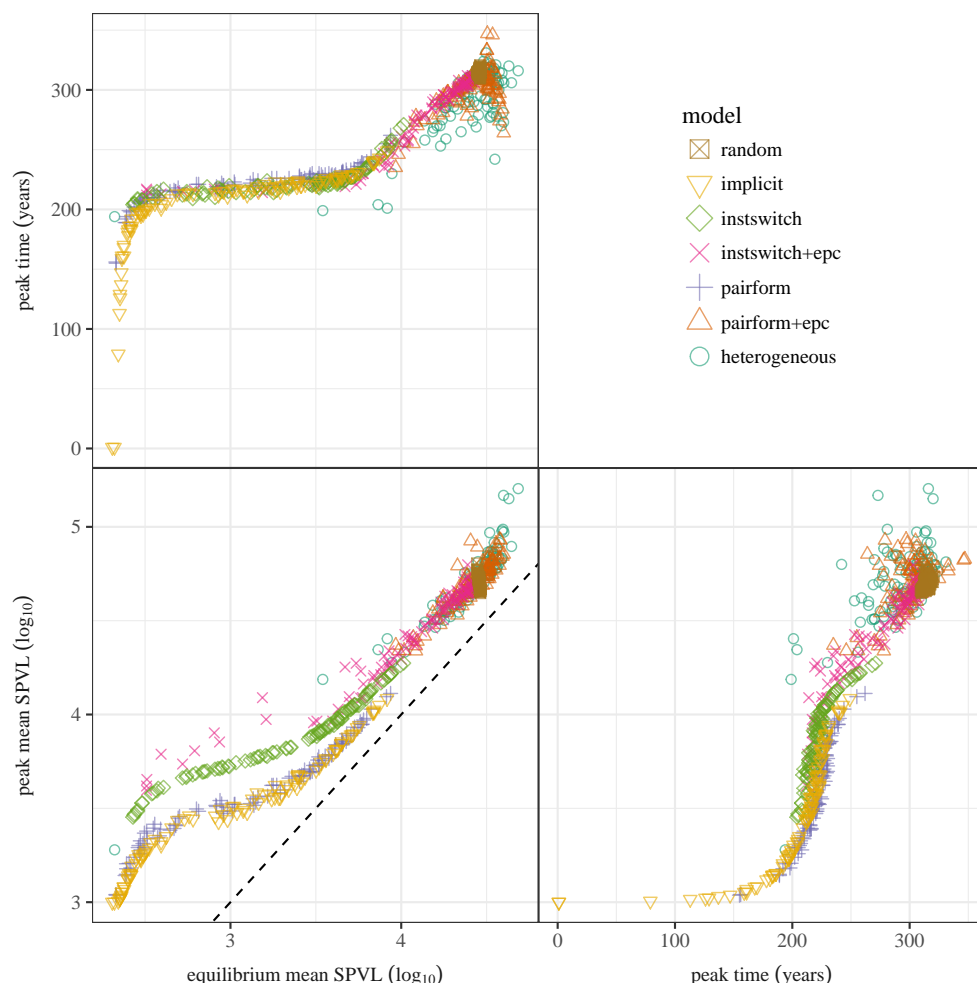 300
200
100
0
peak time (years)
model
random
implicit
instswitch
instswitch+epc
pairform
pairform+epc
heterogeneous
5
4
3
peak mean SPVL (log₁₀)
3 4
equilibrium mean SPVL (log₁₀)
0 100 200 300
peak time (years)